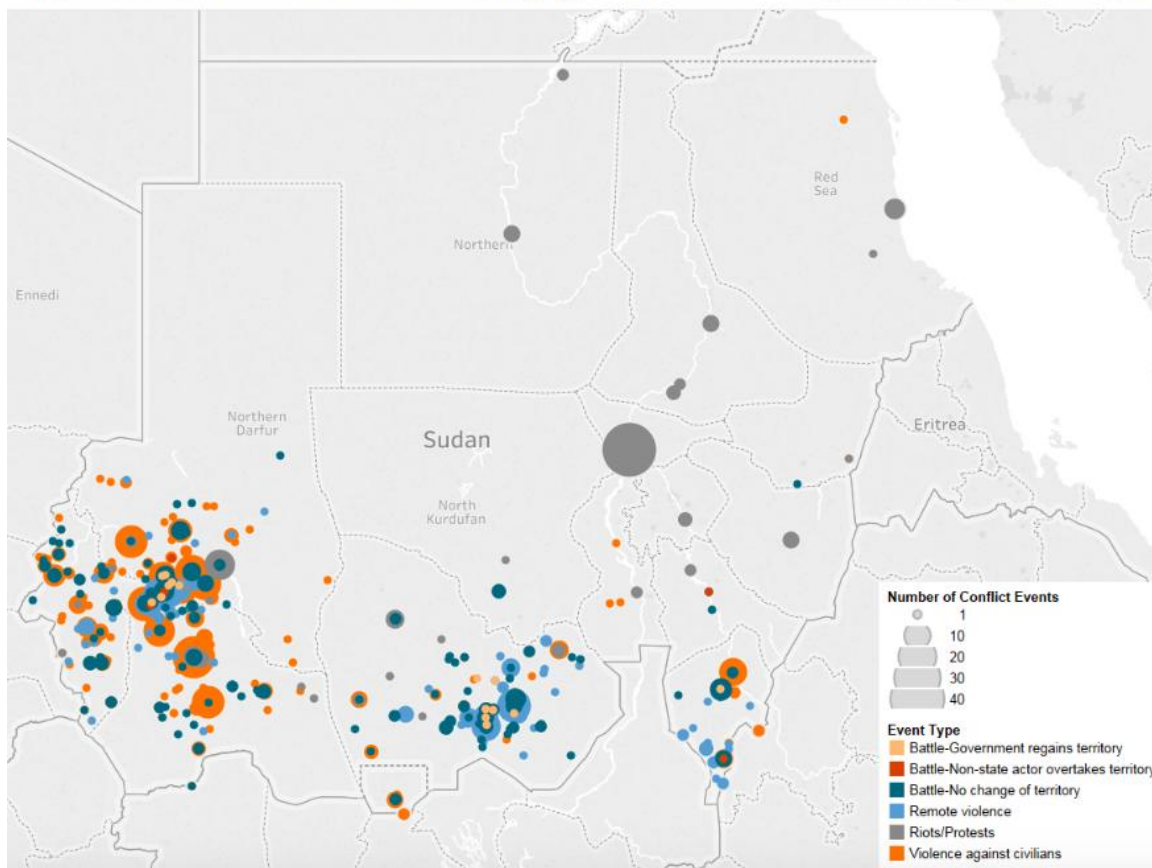 Red
Sea
Northern
Ennedi
Northern
Darfur
Sudan
Eritrea
North
Kurdufan
Number of Conflict Events
1
10
20
30
40
Event Type
Battle-Government regains territory
Battle-Non-state actor overtakes territory
Battle-No change of territory
Remote violence
Riots/Protests
Violence against civilians